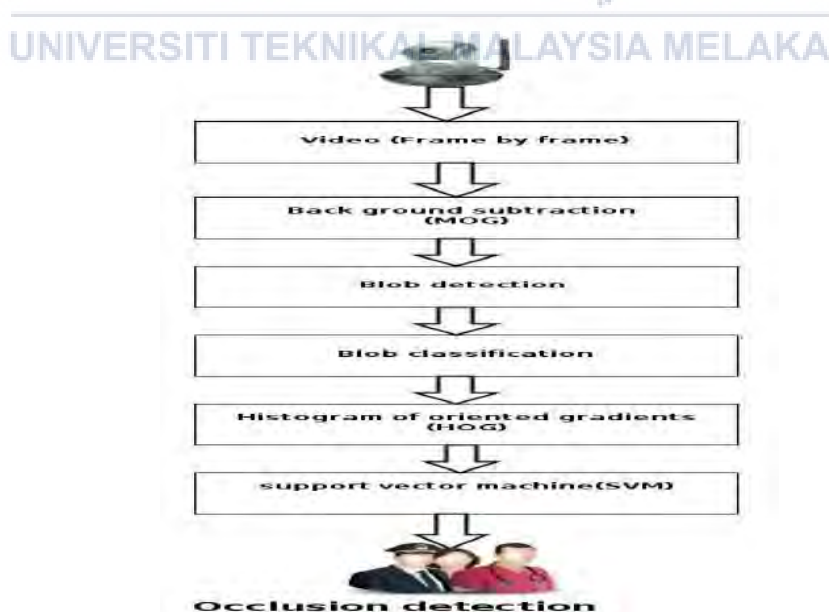 UNIVERSITI TEKNIKAL MALAYSIA MELAKA
Video (Frame by frame)
Back ground subtraction
(MOG)
Blob detection
Blob classification
Histogram of oriented gradients
(HOG)
support vector machine(SVM)
Occlusion detection